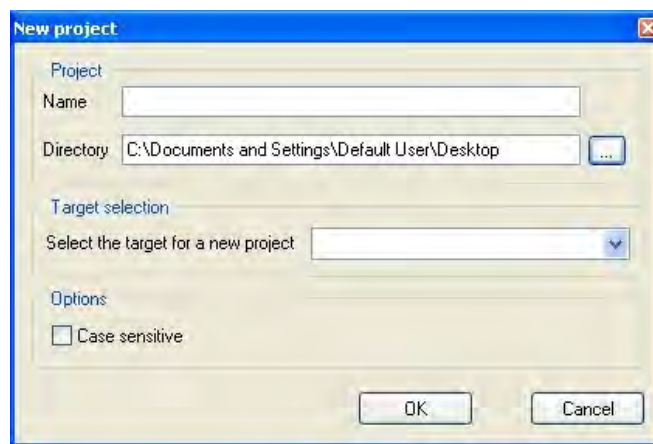 New project
Project
Name
Directory C:\Documents and Settings\Default User\Desktop ...
Target selection
Select the target for a new project
Options
Case sensitive
OK Cancel